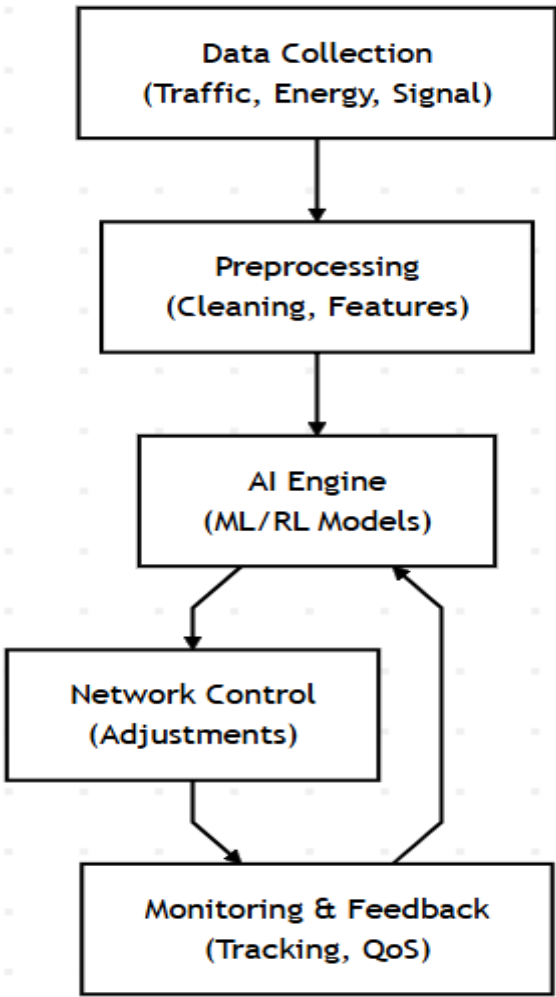 Data Collection
(Traffic, Energy, Signal)
Preprocessing
(Cleaning, Features)
AI Engine
(ML/RL Models)
Network Control
(Adjustments)
Monitoring & Feedback
(Tracking, QoS)